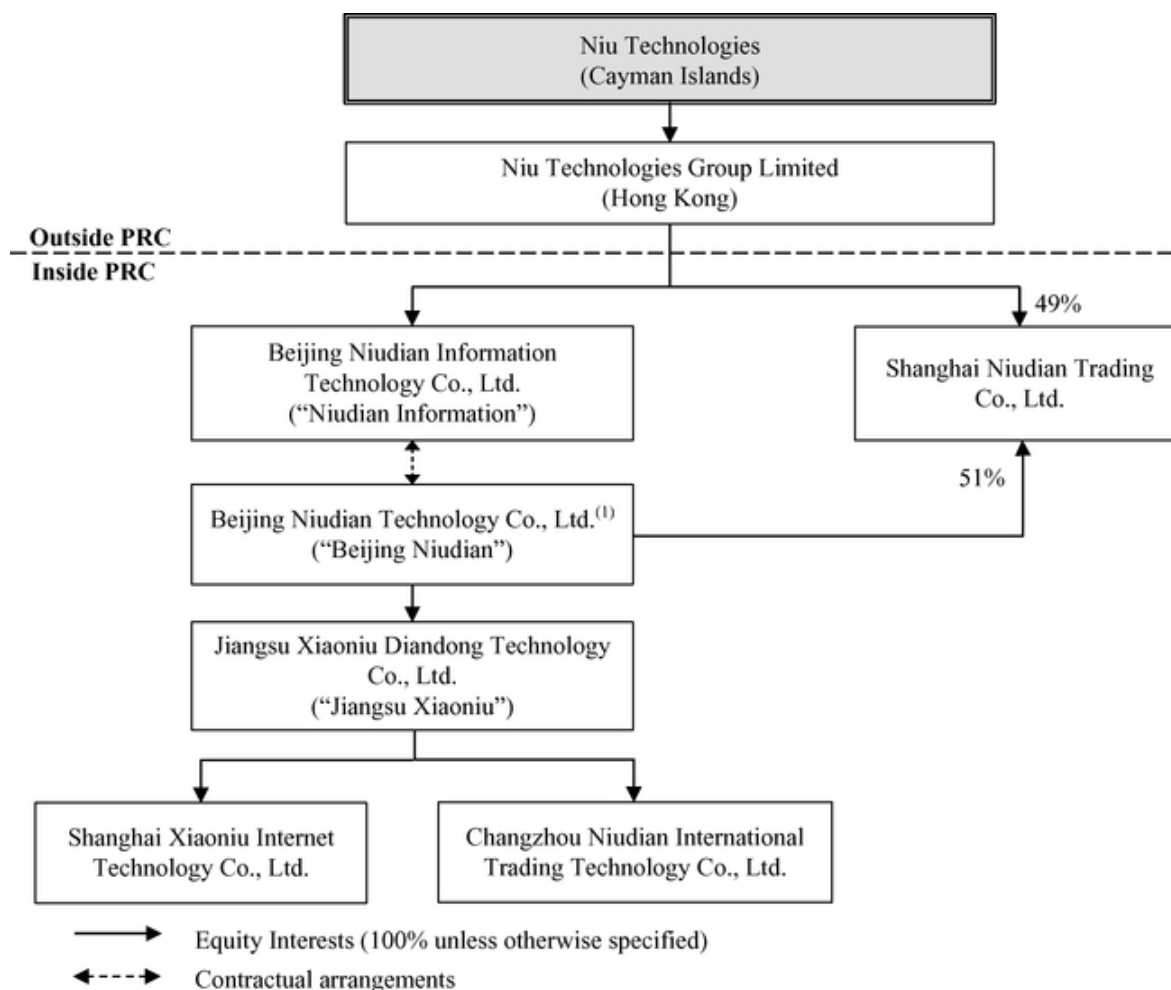 Niu Technologies
(Cayman Islands)
Niu Technologies Group Limited
(Hong Kong)
Outside PRC
Inside PRC
49%
Beijing Niudian Information
Technology Co., Ltd.
(“Niudian Information”)
Shanghai Niudian Trading
Co., Ltd.
51%
Beijing Niudian Technology Co., Ltd.(1)
(“Beijing Niudian”)
Jiangsu Xiaoniu Diandong Technology
Co., Ltd.
(“Jiangsu Xiaoniu”)
Shanghai Xiaoniu Internet
Technology Co., Ltd.
Changzhou Niudian International
Trading Technology Co., Ltd.
Equity Interests (100% unless otherwise specified)
Contractual arrangements